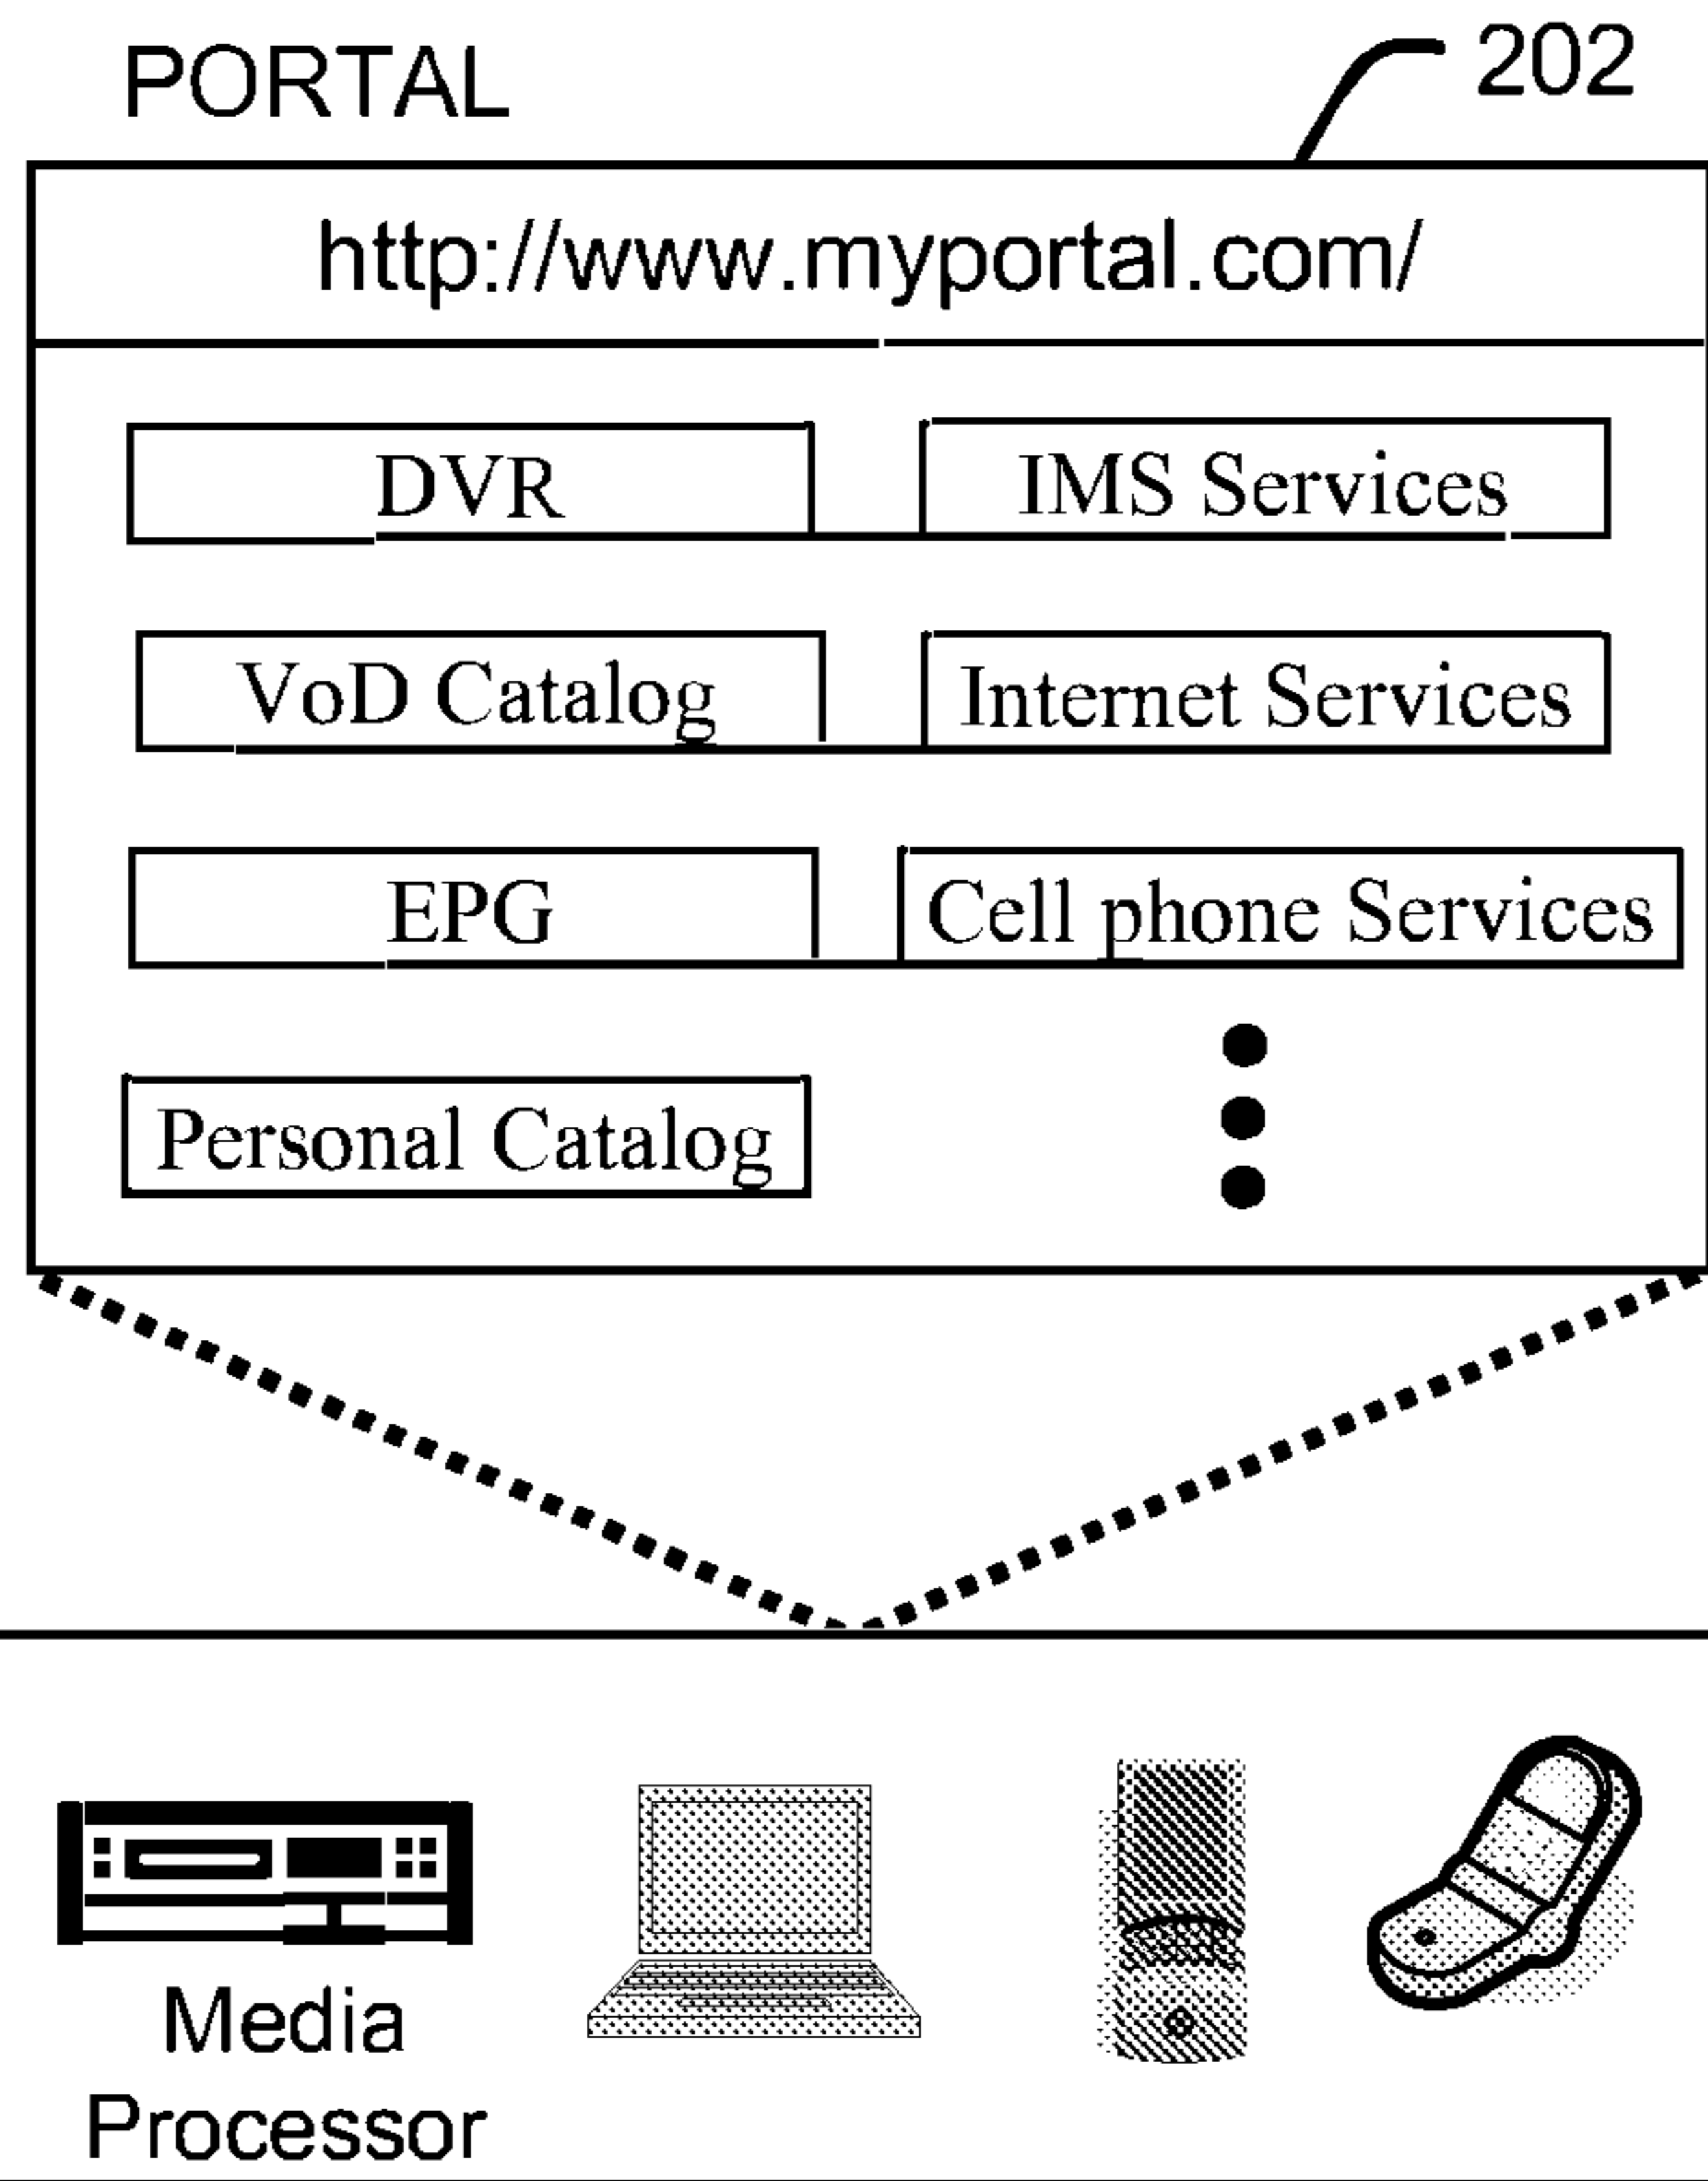 PORTAL
202
http://www.myportal.com/
DVR
IMS Services
VoD Catalog
Internet Services
EPG
Cell phone Services
Personal Catalog
Media
Processor